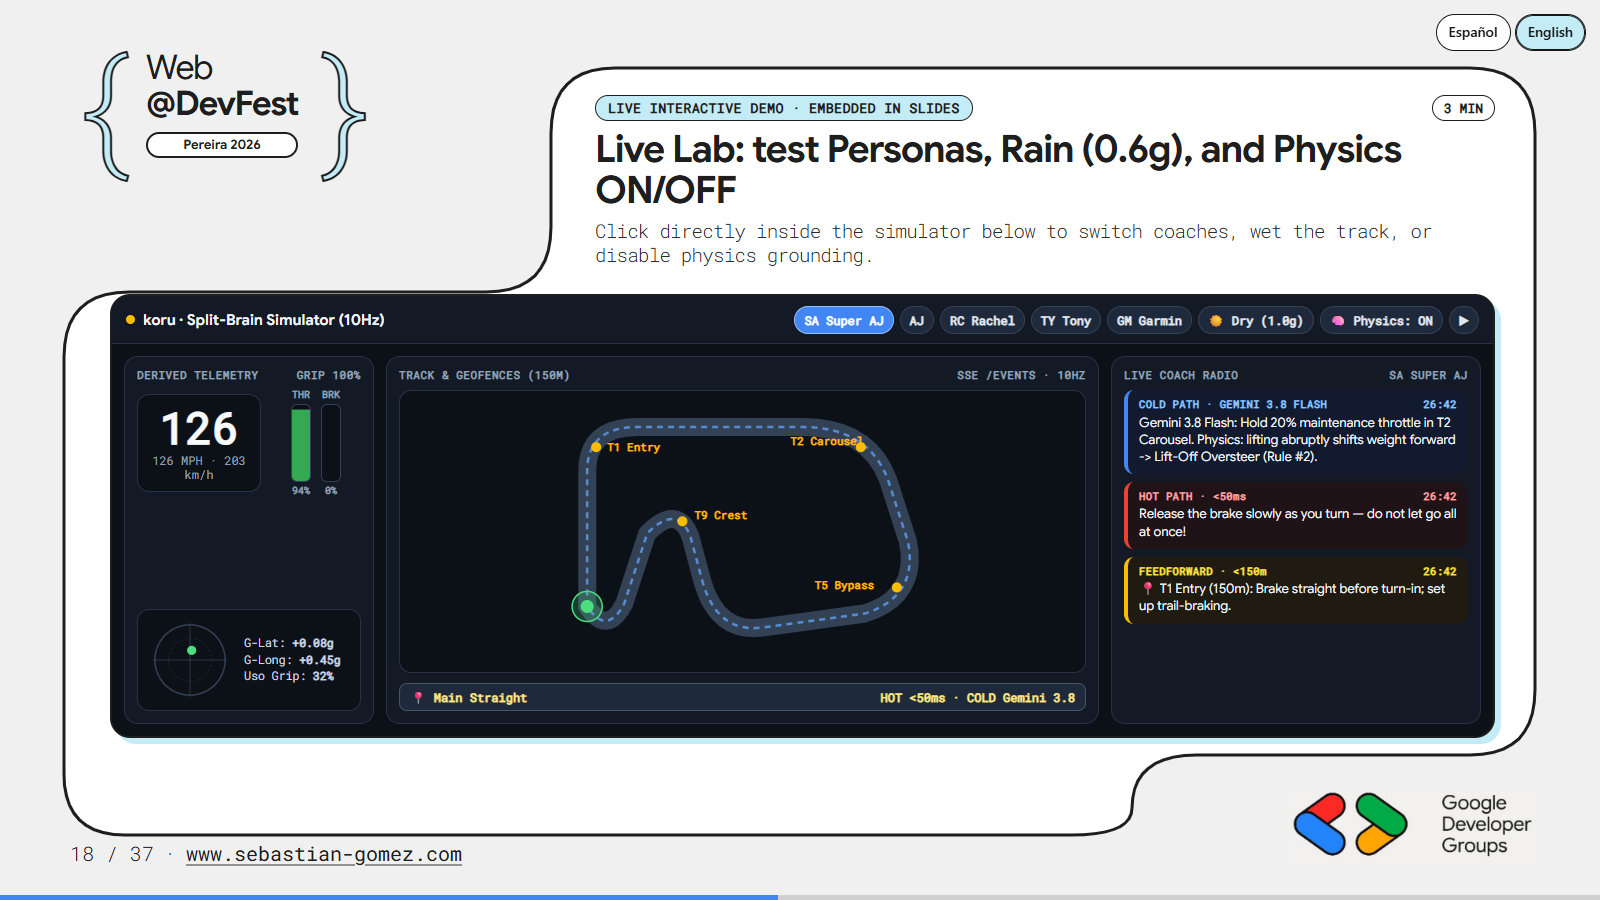 Español
English
Web
@DevFest
Pereira 2026
LIVE INTERACTIVE DEMO · EMBEDDED IN SLIDES
3 MIN
Live Lab: test Personas, Rain (0.6g), and Physics
ON/OFF
Click directly inside the simulator below to switch coaches, wet the track, or
disable physics grounding.
koru · Split-Brain Simulator (10Hz)
SA Super AJ
AJ
RC Rachel
TY Tony
GM Garmin
Dry (1.0g)
Physics: ON
DERIVED TELEMETRY
GRIP 100%
THR BRK
126
126 MPH · 203
km/h
94% 0%
G-Lat: +0.08g
G-Long: +0.45g
Uso Grip: 32%
TRACK & GEOFENCES (150M)
SSE /EVENTS · 10HZ
T1 Entry
T2 Carousel
T9 Crest
T5 Bypass
Main Straight
HOT <50ms · COLD Gemini 3.8
LIVE COACH RADIO
SA SUPER AJ
COLD PATH · GEMINI 3.8 FLASH
26:42
Gemini 3.8 Flash: Hold 20% maintenance throttle in T2
Carousel. Physics: lifting abruptly shifts weight forward
-> Lift-Off Oversteer (Rule #2).
HOT PATH · <50ms
26:42
Release the brake slowly as you turn — do not let go all
at once!
FEEDFORWARD · <150m
26:42
T1 Entry (150m): Brake straight before turn-in; set
up trail-braking.
18 / 37 · www.sebastian-gomez.com
Google
Developer
Groups